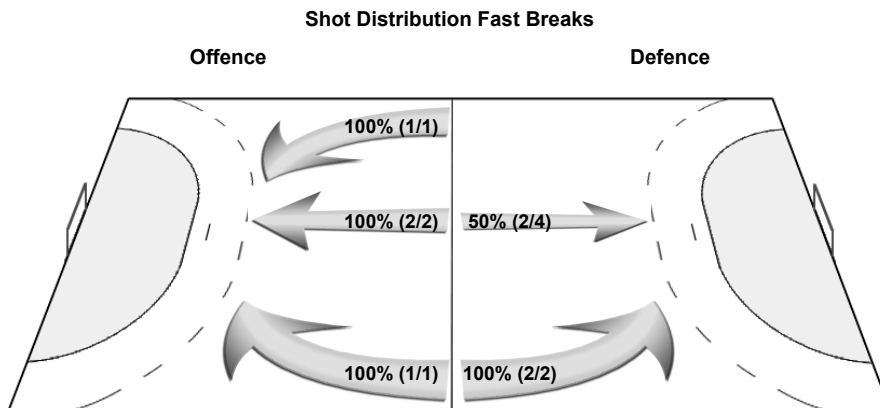 Shot Distribution Fast Breaks
Offence
Defence
100% (1/1)
100% (2/2)
50% (2/4)
100% (1/1)
100% (2/2)